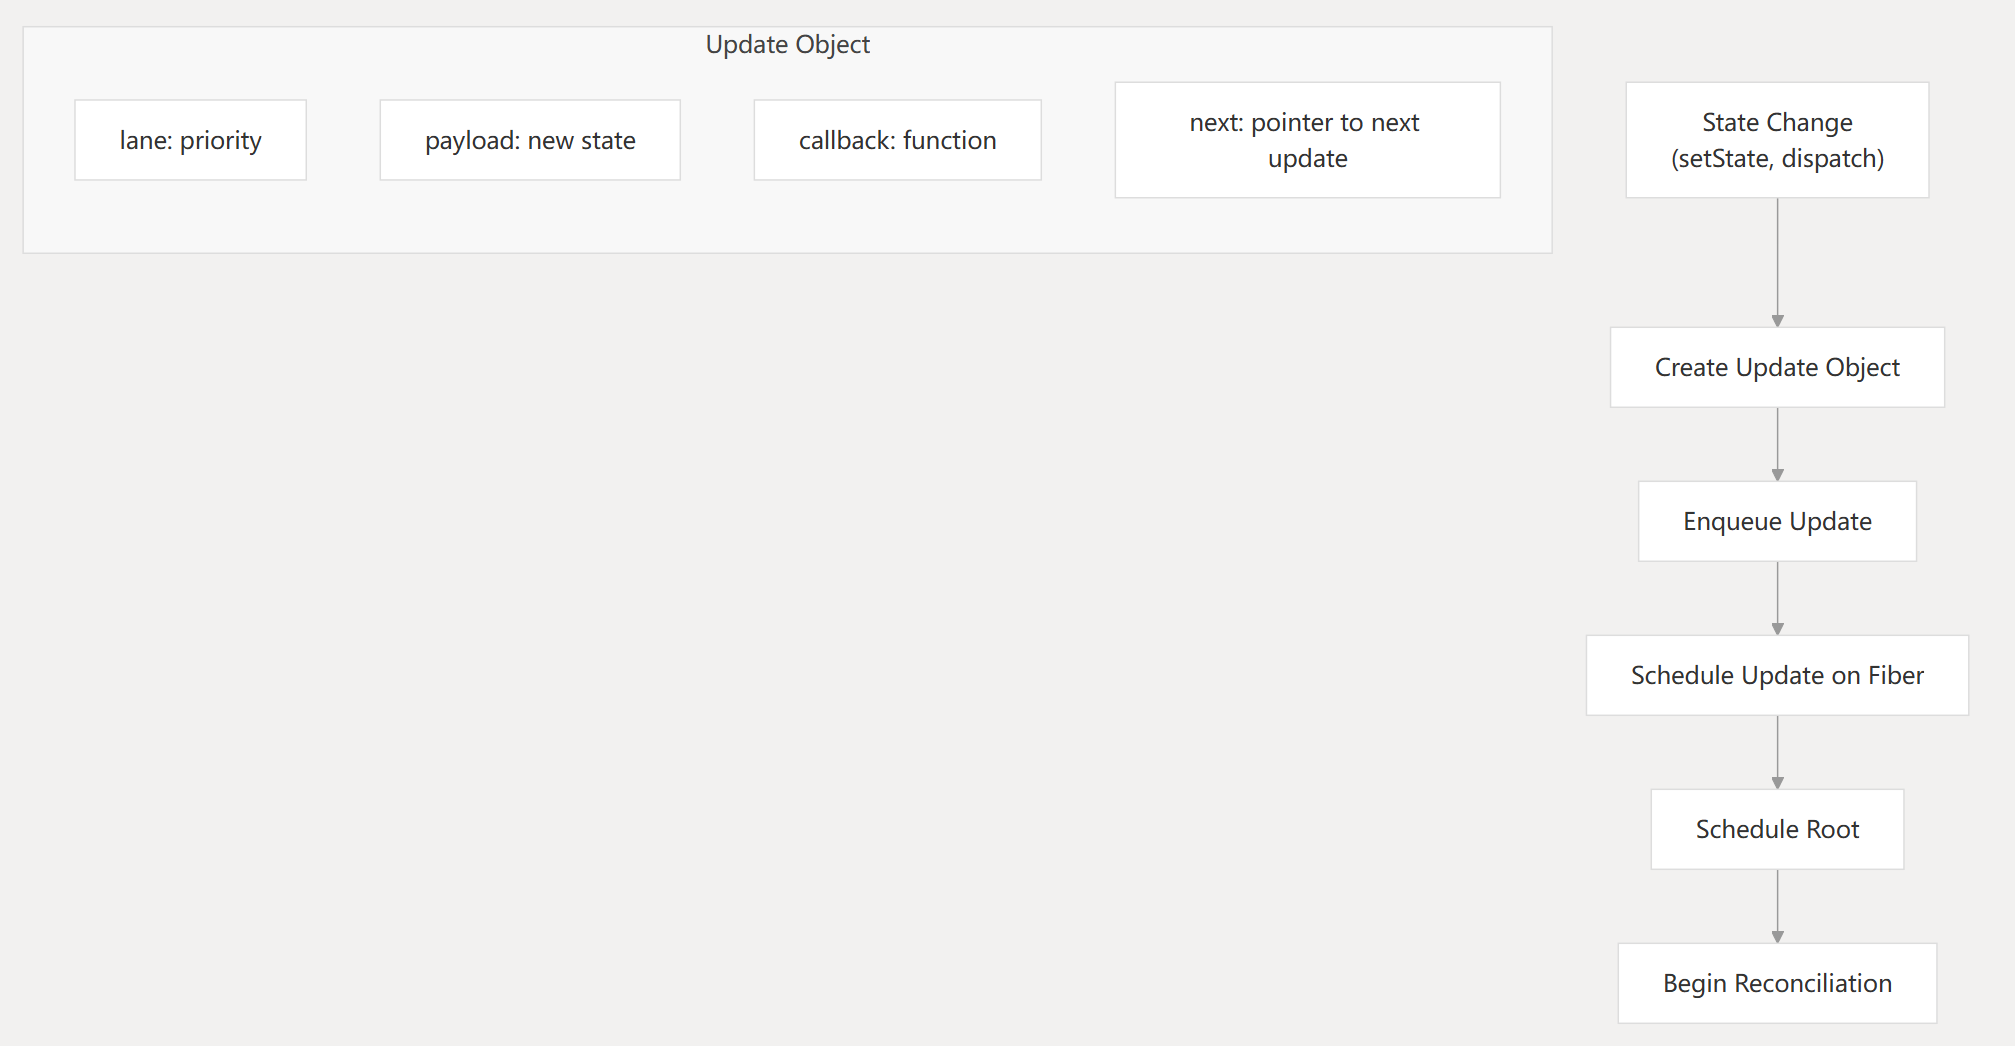 Update Object
lane: priority
payload: new state
callback: function
next: pointer to next
update
State Change
(setState, dispatch)
Create Update Object
Enqueue Update
Schedule Update on Fiber
Schedule Root
Begin Reconciliation